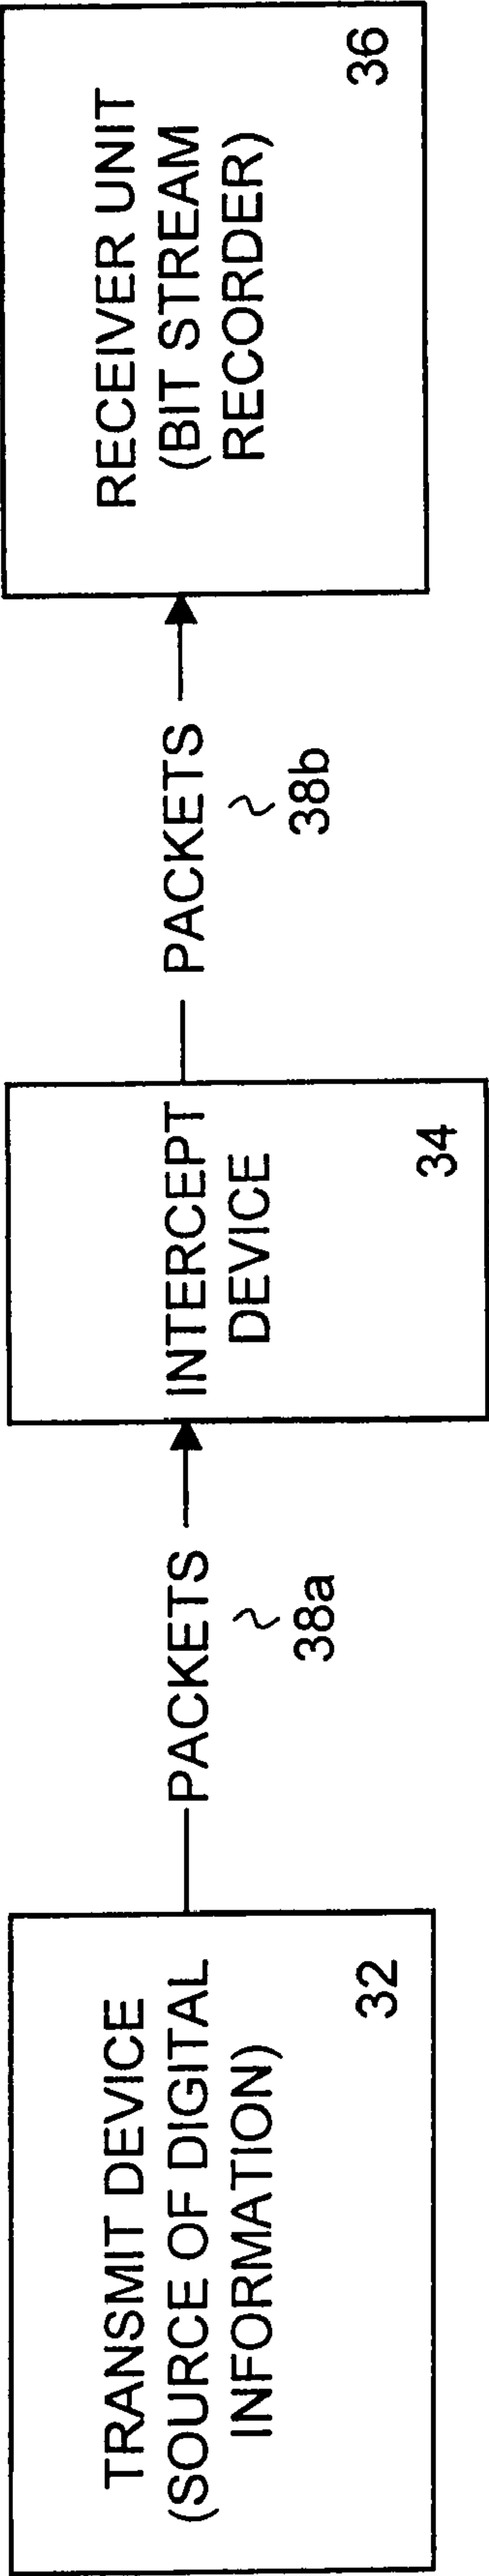 TRANSMIT DEVICE
(SOURCE OF DIGITAL
INFORMATION)
32
PACKETS
38a
INTERCEPT
DEVICE
34
PACKETS
38b
RECEIVER UNIT
(BIT STREAM
RECORDER)
36